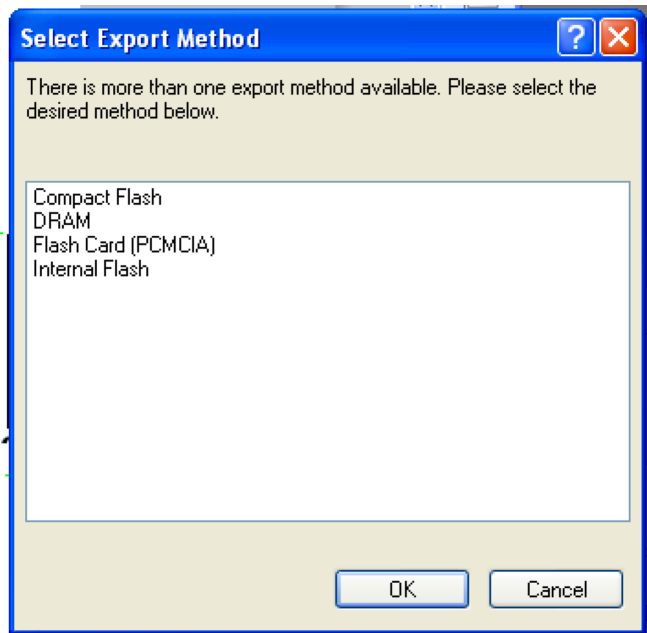 Select Export Method
There is more than one export method available. Please select the
desired method below.
Compact Flash
DRAM
Flash Card (PCMCIA)
Internal Flash
OK
Cancel